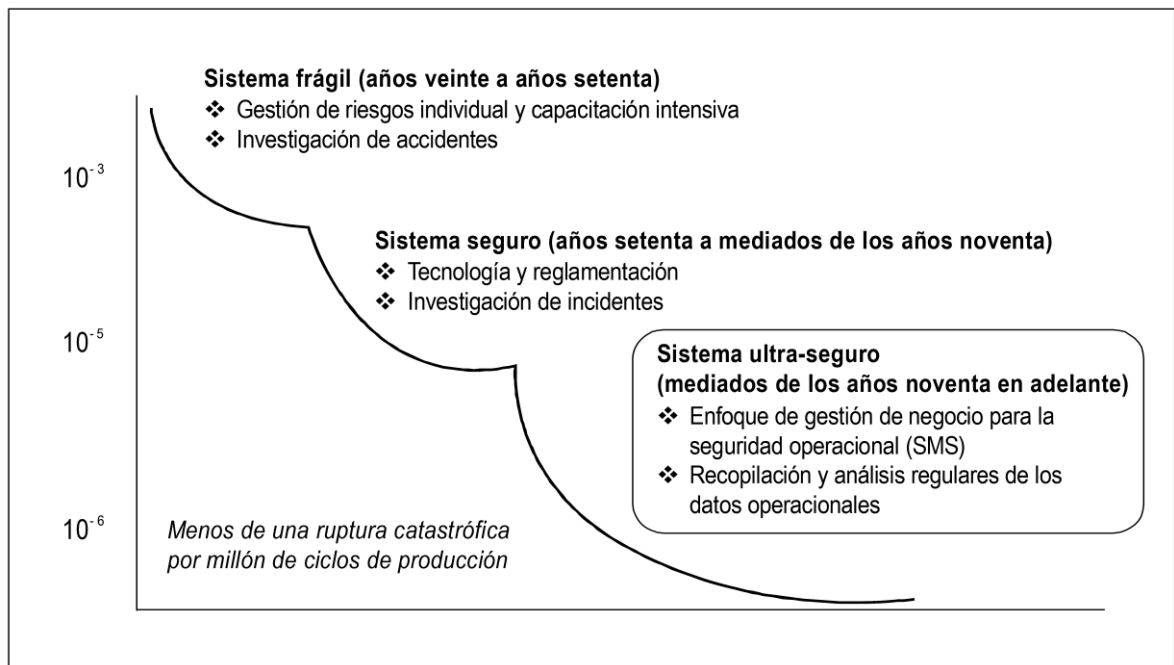 Sistema frágil (años veinte a años setenta)
❖ Gestión de riesgos individual y capacitación intensiva
❖ Investigación de accidentes
10⁻³
Sistema seguro (años setenta a mediados de los años noventa)
❖ Tecnología y reglamentación
❖ Investigación de incidentes
10⁻⁵
Sistema ultra-seguro
(mediados de los años noventa en adelante)
❖ Enfoque de gestión de negocio para la
seguridad operacional (SMS)
❖ Recopilación y análisis regulares de los
datos operacionales
10⁻⁶
Menos de una ruptura catastrófica
por millón de ciclos de producción